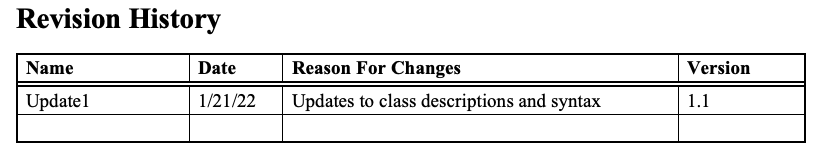 Revision History
Name Date Reason For Changes Version
Update1 1/21/22 Updates to class descriptions and syntax 1.1